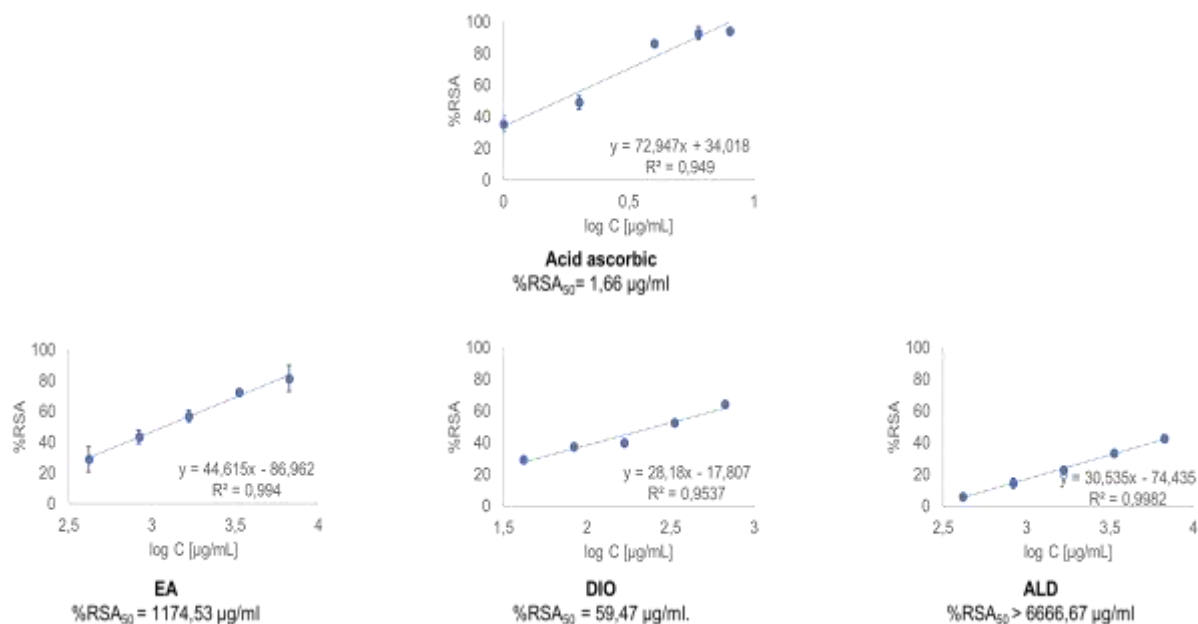 100
80
60
40
20
0
%RSA
y = 72,947x + 34,018
R² = 0,949
0 0,5 1
log C [µg/mL]
Acid ascorbic
%RSA₅₀= 1,66 µg/ml
100
80
60
40
20
0
%RSA
y = 44,615x - 86,962
R² = 0,994
2,5 3 3,5 4
log C [µg/mL]
EA
%RSA₅₀ = 1174,53 µg/ml
100
80
60
40
20
0
%RSA
y = 28,18x - 17,807
R² = 0,9537
1,5 2 2,5 3
log C [µg/mL]
DIO
%RSA₅₀ = 59,47 µg/ml.
100
80
60
40
20
0
%RSA
y = 30,535x - 74,435
R² = 0,9982
2,5 3 3,5 4
log C [µg/mL]
ALD
%RSA₅₀ > 6666,67 µg/ml